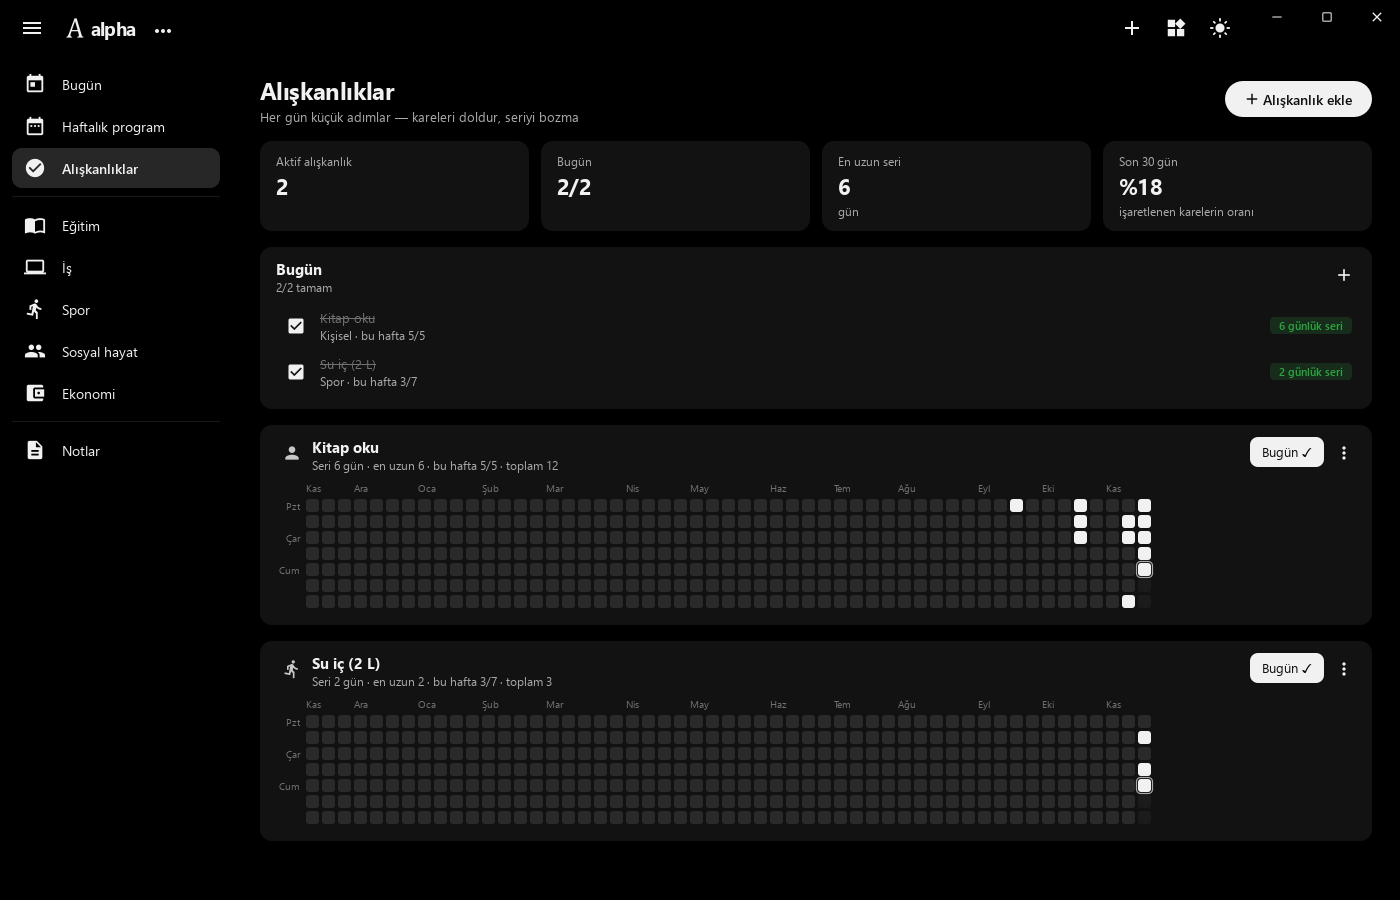 A alpha
Bugün
Haftalık program
Alışkanlıklar
Eğitim
İş
Spor
Sosyal hayat
Ekonomi
Notlar
Alışkanlıklar
Her gün küçük adımlar — kareleri doldur, seriyi bozma
+ Alışkanlık ekle
Aktif alışkanlık
2
Bugün
2/2
En uzun seri
6
gün
Son 30 gün
%18
işaretlenen karelerin oranı
Bugün
2/2 tamam
Kitap oku
Kişisel · bu hafta 5/5
6 günlük seri
Su iç (2 L)
Spor · bu hafta 3/7
2 günlük seri
Kitap oku
Seri 6 gün · en uzun 6 · bu hafta 5/5 · toplam 12
Bugün ✓
Kas Ara Oca Şub Mar Nis May Haz Tem Ağu Eyl Eki Kas
Pzt
Çar
Cum
Su iç (2 L)
Seri 2 gün · en uzun 2 · bu hafta 3/7 · toplam 3
Bugün ✓
Kas Ara Oca Şub Mar Nis May Haz Tem Ağu Eyl Eki Kas
Pzt
Çar
Cum